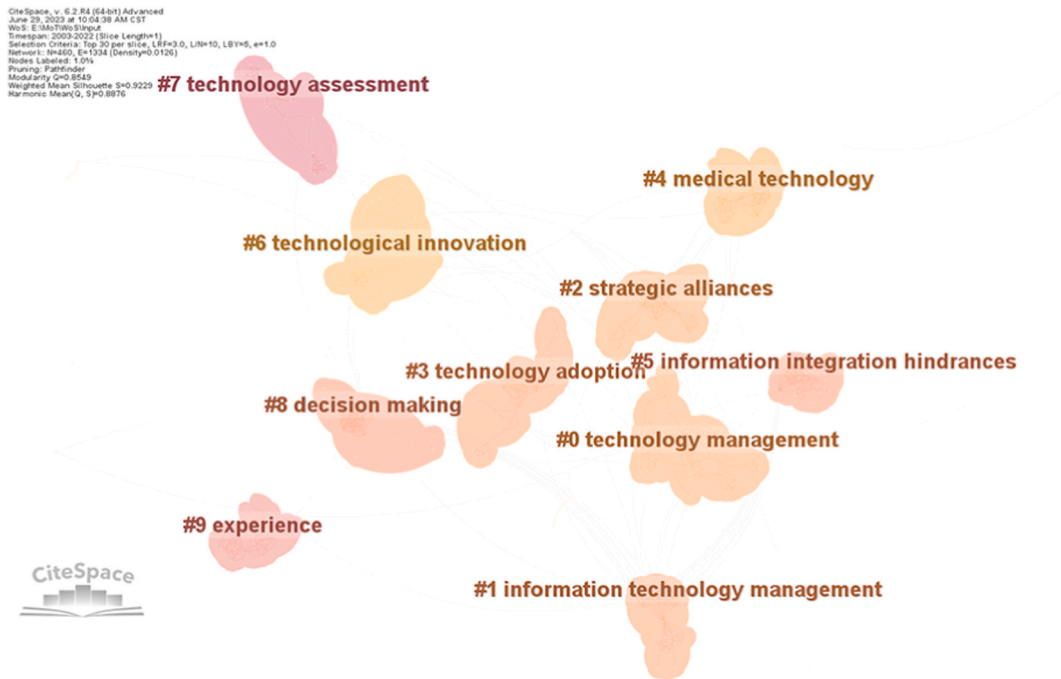 CiteSpace, v. 6.2.R4 (64-bit) Advanced
June 29, 2023 at 10:04:38 AM CST
WoS: E:\MoT\WoS\Input
Timespan: 2003-2022 (Slice Length=1)
Selection Criteria: Top 30 per slice, LRF=3.0, L/N=10, LBY=5, e=1.0
Network: N=460, E=1334 (Density=0.0126)
Nodes Labeled: 1.0%
Pruning: Pathfinder
Modularity Q=0.8549
Weighted Mean Silhouette S=0.9229
Harmonic Mean(Q, S)=0.8876
#7 technology assessment
#4 medical technology
#6 technological innovation
#2 strategic alliances
#5 information integration hindrances
#3 technology adoption
#8 decision making
#0 technology management
#9 experience
CiteSpace
#1 information technology management